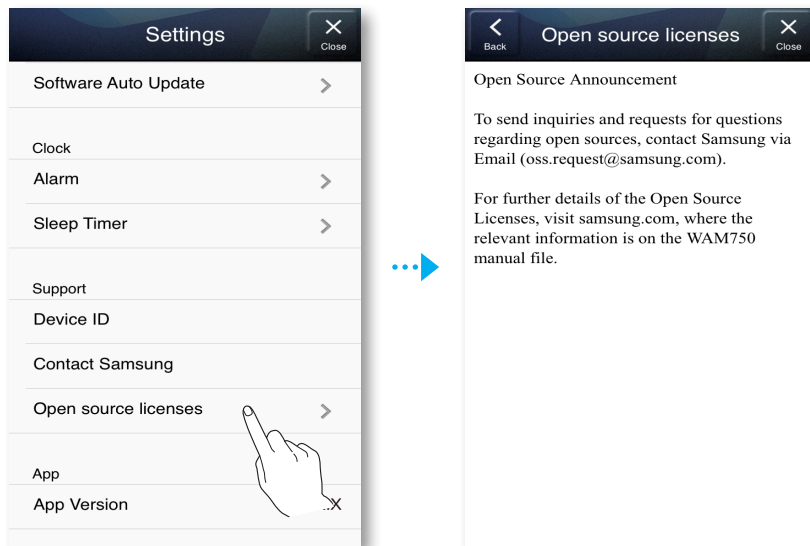 Settings
Close
Software Auto Update
Clock
Alarm
Sleep Timer
Support
Device ID
Contact Samsung
Open source licenses
App
App Version
.X
Back
Open source licenses
Close
Open Source Announcement
To send inquiries and requests for questions
regarding open sources, contact Samsung via
Email (oss.request@samsung.com).
For further details of the Open Source
Licenses, visit samsung.com, where the
relevant information is on the WAM750
manual file.